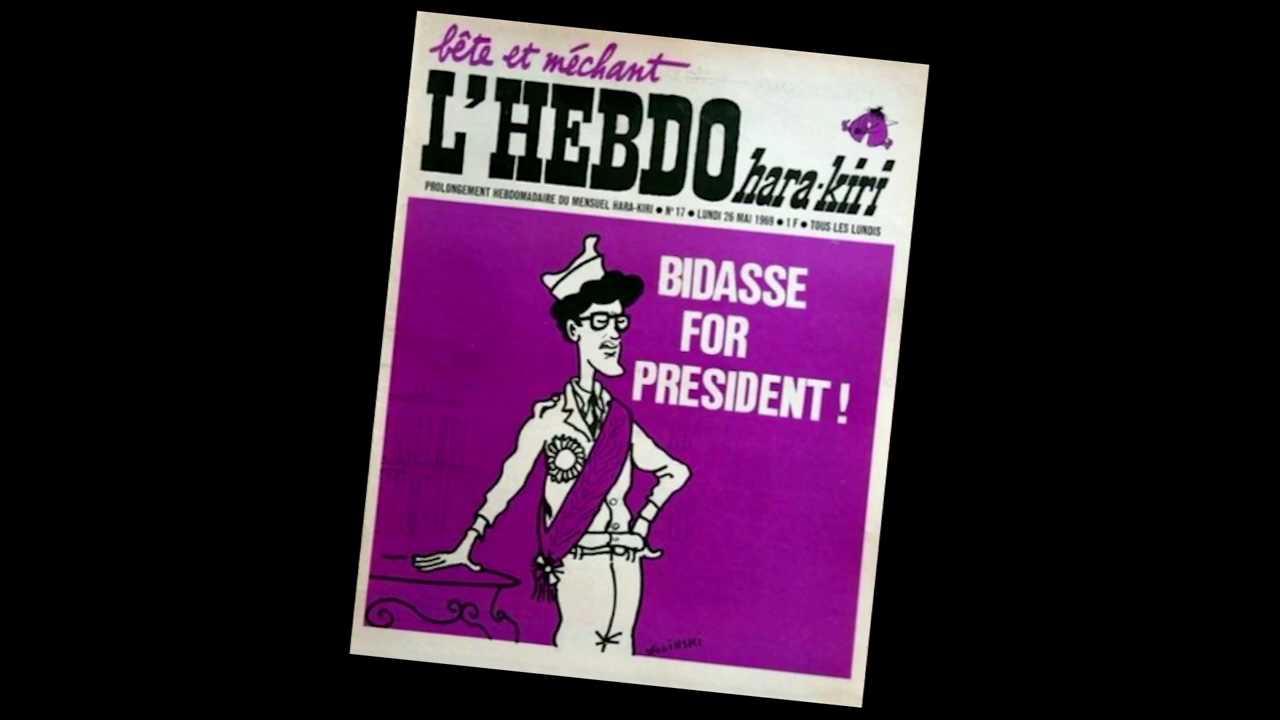 bête et méchant
L'HEBDO hara-kiri
PROLONGEMENT HEBDOMADAIRE DU MENSUEL HARA-KIRI ● N° 17 ● LUNDI 26 MAI 1969 ● 1 F ● TOUS LES LUNDIS
BIDASSE
FOR
PRESIDENT !
WOLINSKI